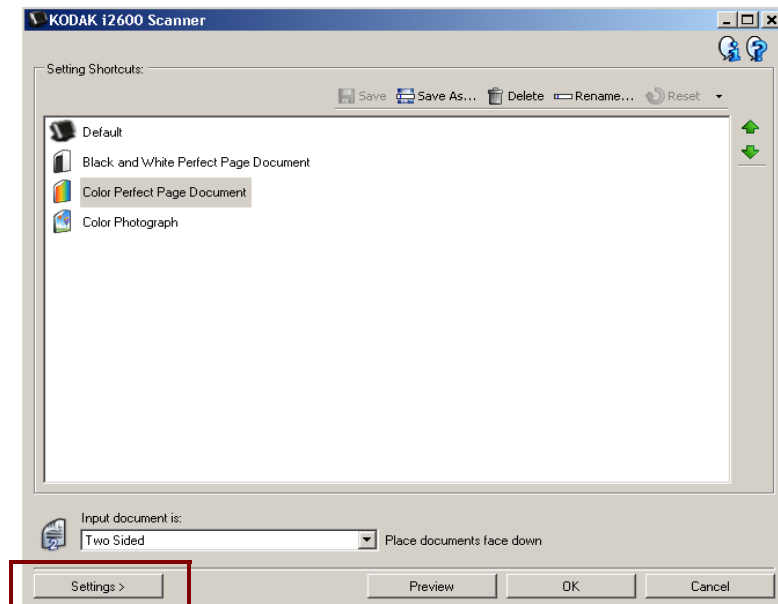 KODAK i2600 Scanner
Setting Shortcuts:
Save Save As... Delete Rename... Reset
Default
Black and White Perfect Page Document
Color Perfect Page Document
Color Photograph
Input document is:
Two Sided Place documents face down
Settings > Preview OK Cancel